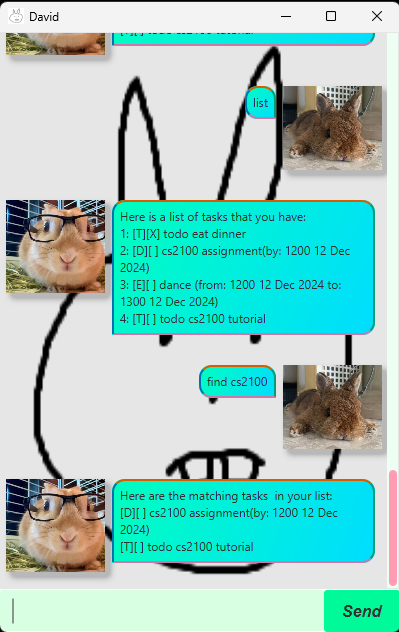 David
[T][ ] todo cs2100 tutorial
list
Here is a list of tasks that you have:
1: [T][X] todo eat dinner
2: [D][ ] cs2100 assignment(by: 1200 12 Dec
2024)
3: [E][ ] dance (from: 1200 12 Dec 2024 to:
1300 12 Dec 2024)
4: [T][ ] todo cs2100 tutorial
find cs2100
Here are the matching tasks  in your list:
[D][ ] cs2100 assignment(by: 1200 12 Dec
2024)
[T][ ] todo cs2100 tutorial
Send